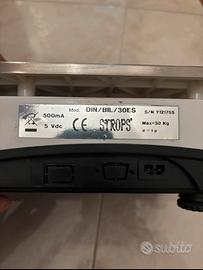 Mod. DIN/BIL/30ES
S/N Y121755
500mA
5 Vdc
CE
STROPS
Max=30 Kg
subito